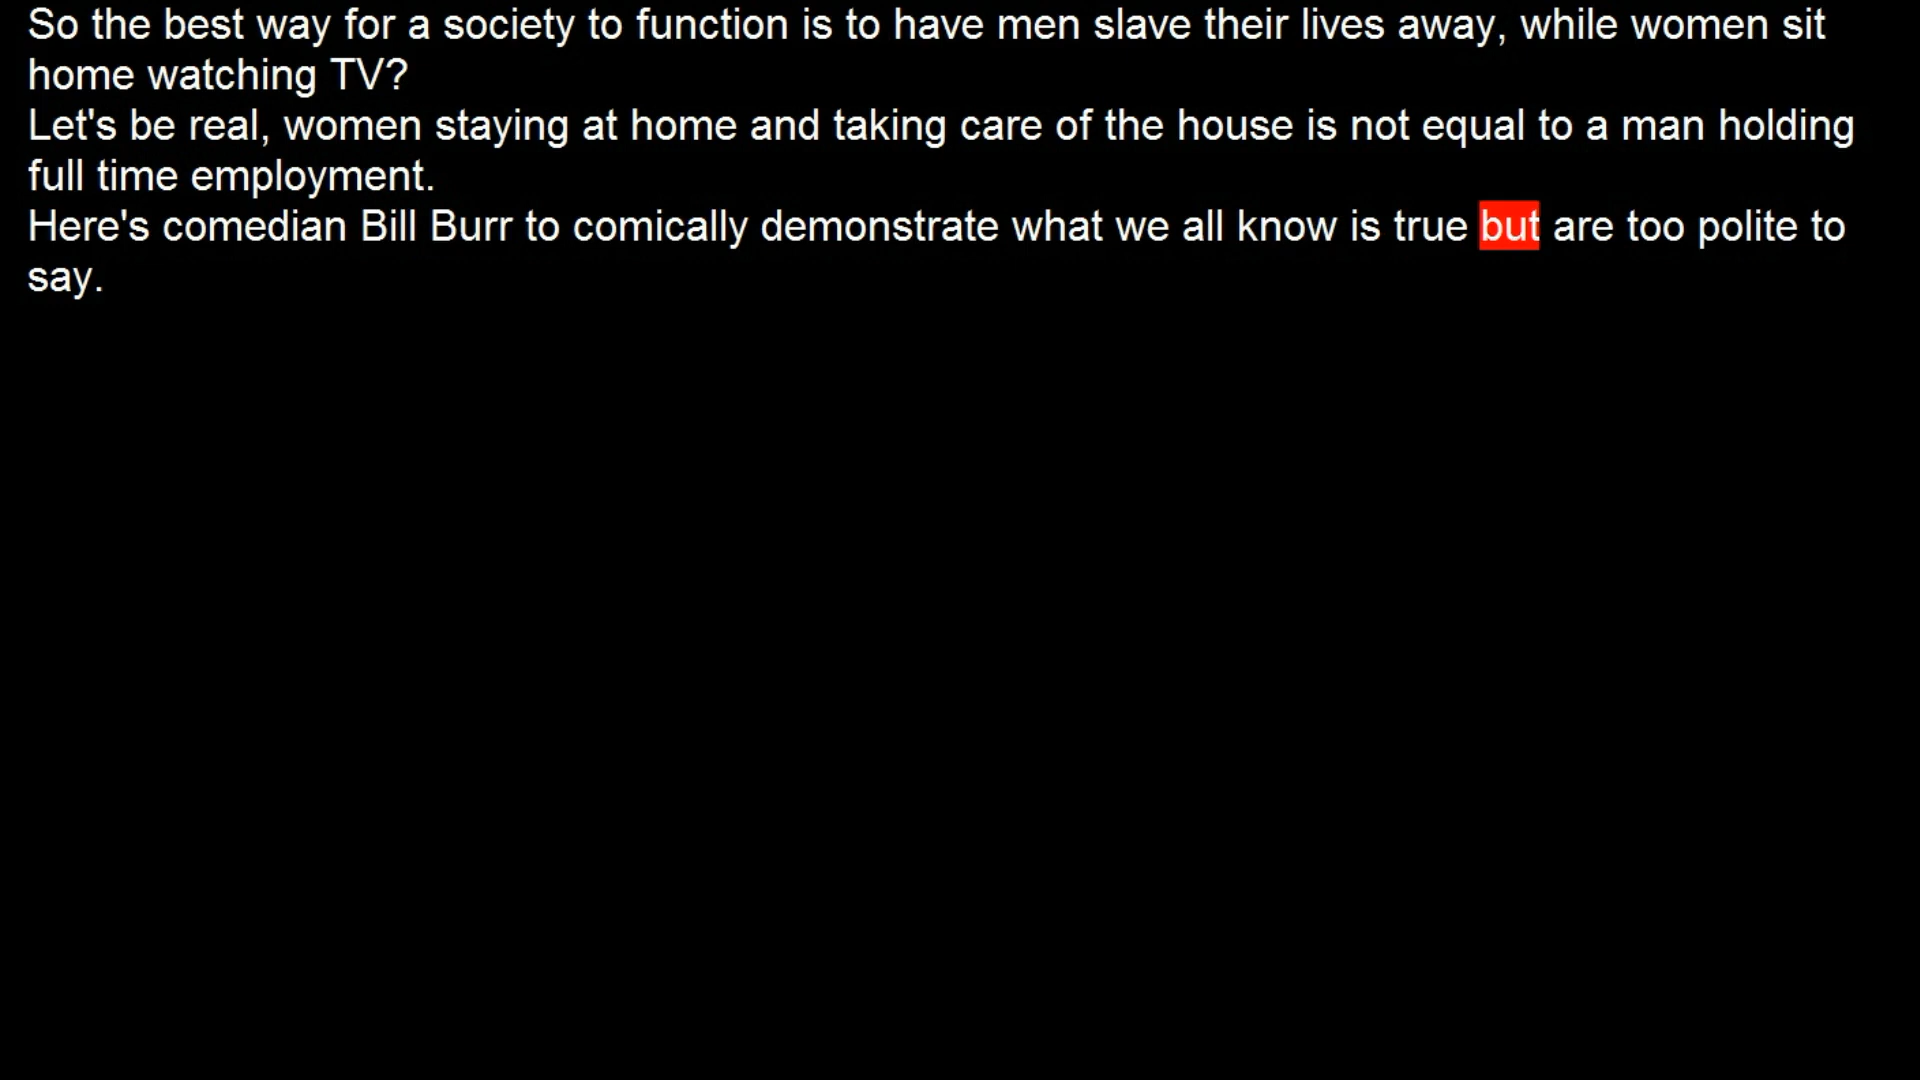 So the best way for a society to function is to have men slave their lives away, while women sit
home watching TV?
Let's be real, women staying at home and taking care of the house is not equal to a man holding
full time employment.
Here's comedian Bill Burr to comically demonstrate what we all know is true but are too polite to
say.